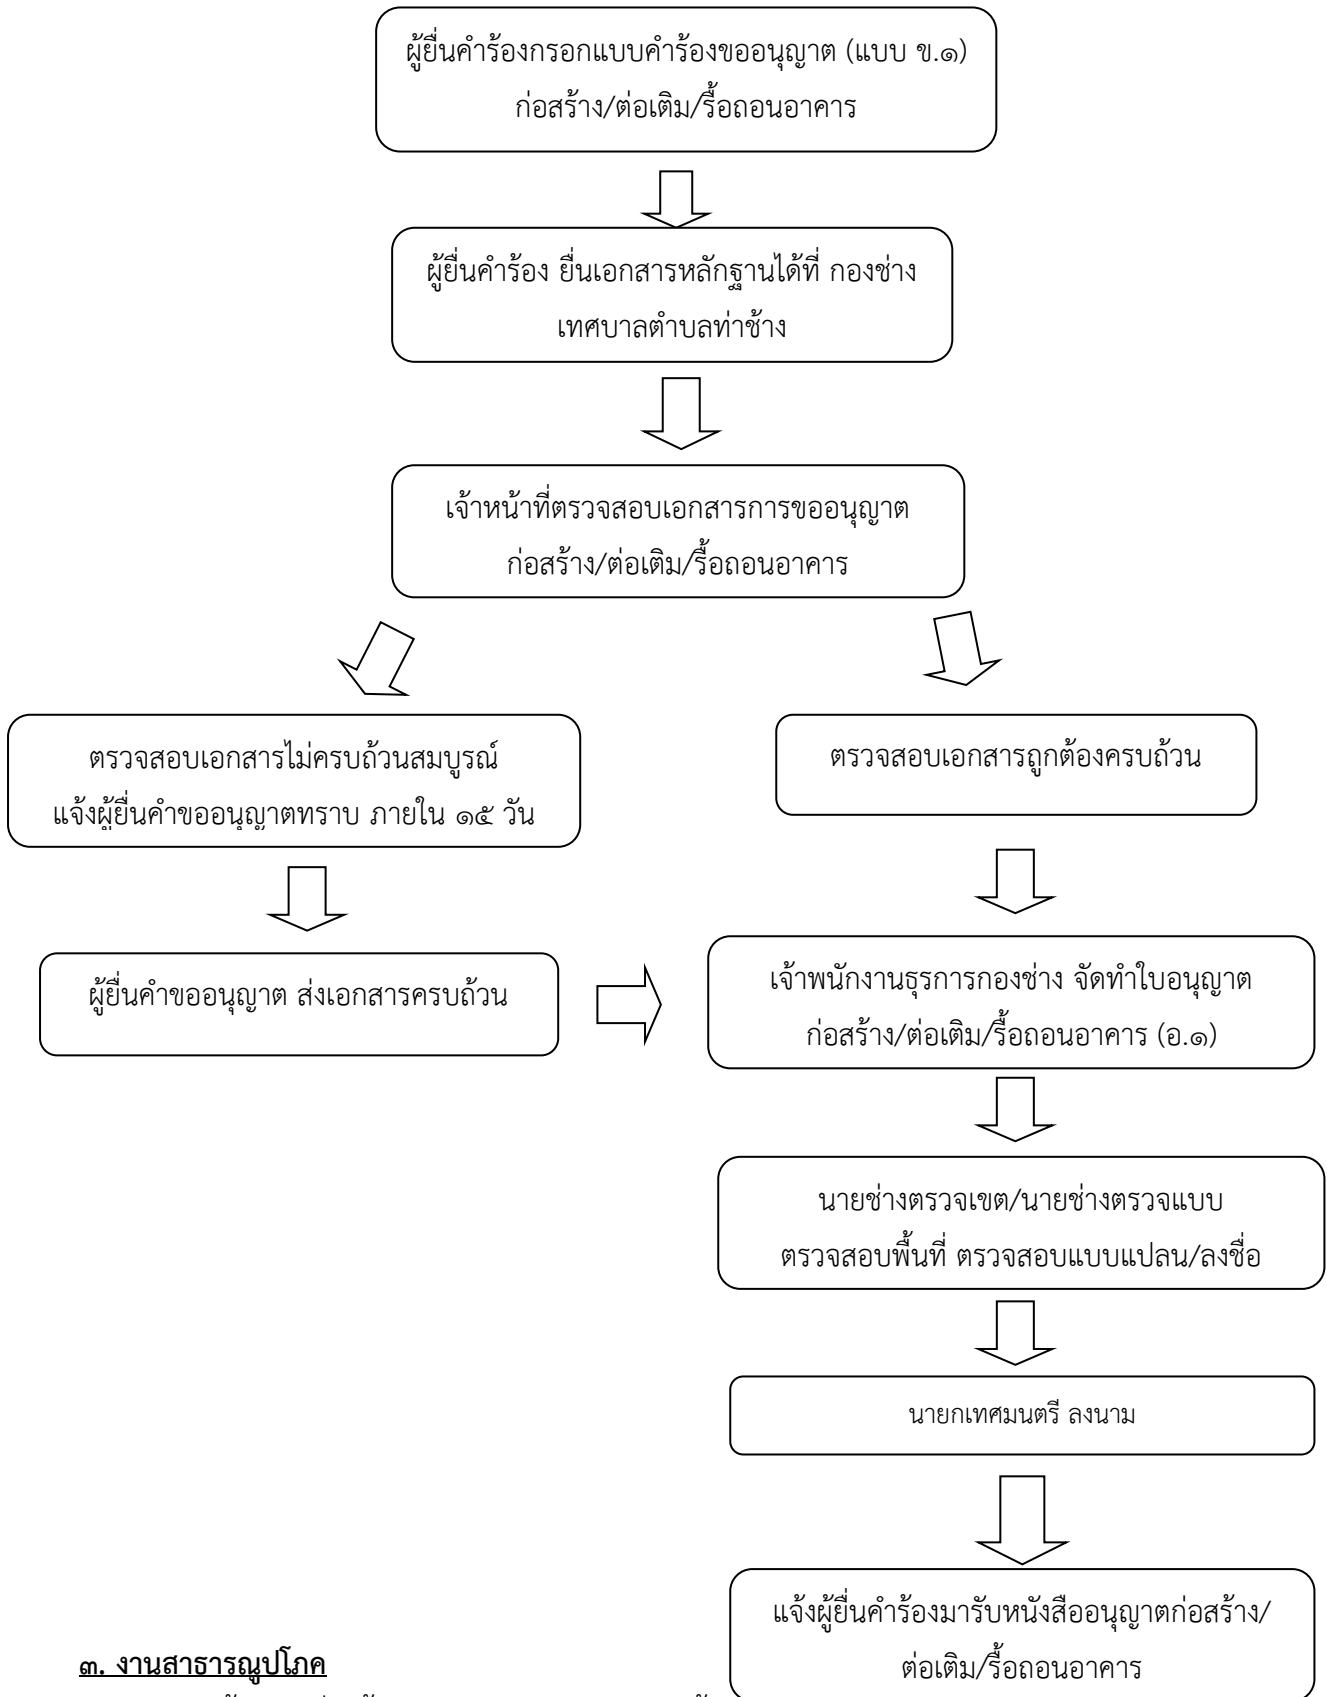 ผู้ยื่นคำร้องกรอกแบบคำร้องขออนุญาต (แบบ ข.๑)
ก่อสร้าง/ต่อเติม/รื้อถอนอาคาร
ผู้ยื่นคำร้อง ยื่นเอกสารหลักฐานได้ที่ กองช่าง
เทศบาลตำบลท่าช้าง
เจ้าหน้าที่ตรวจสอบเอกสารการขออนุญาต
ก่อสร้าง/ต่อเติม/รื้อถอนอาคาร
ตรวจสอบเอกสารไม่ครบถ้วนสมบูรณ์
แจ้งผู้ยื่นคำขออนุญาตทราบ ภายใน ๑๕ วัน
ตรวจสอบเอกสารถูกต้องครบถ้วน
ผู้ยื่นคำขออนุญาต ส่งเอกสารครบถ้วน
เจ้าพนักงานธุรการกองช่าง จัดทำใบอนุญาต
ก่อสร้าง/ต่อเติม/รื้อถอนอาคาร (อ.๑)
นายช่างตรวจเขต/นายช่างตรวจแบบ
ตรวจสอบพื้นที่ ตรวจสอบแบบแปลน/ลงชื่อ
นายกเทศมนตรี ลงนาม
แจ้งผู้ยื่นคำร้องมารับหนังสืออนุญาตก่อสร้าง/
ต่อเติม/รื้อถอนอาคาร
๓. งานสาธารณูปโภค